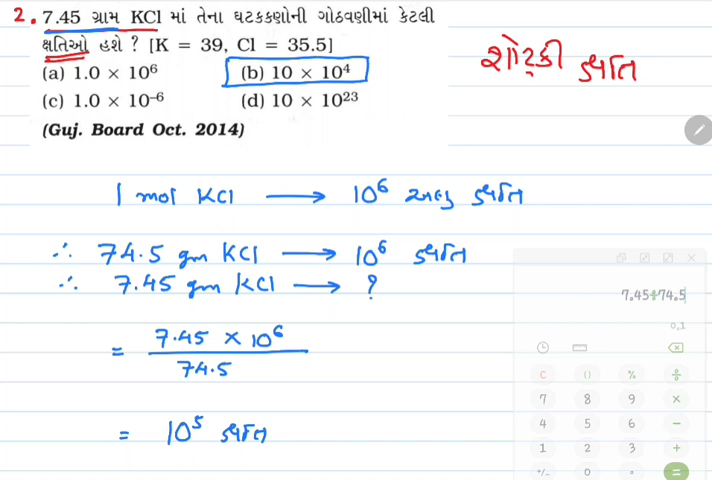 2. 7.45 ગ્રામ KCl માં તેના ઘટકકણોની ગોઠવણીમાં કેટલી
ક્ષતિઓ હશે ? [K = 39, Cl = 35.5]
(a) 1.0 × 10⁶ (b) 10 × 10⁴
(c) 1.0 × 10⁻⁶ (d) 10 × 10²³
(Guj. Board Oct. 2014)
શોટ્કી ક્ષતિ
1 mol KCl → 10⁶ ક્ષતિ
∴ 74.5 gm KCl → 10⁶ ક્ષતિ
∴ 7.45 gm KCl → ?
= 7.45 × 10⁶
74.5
= 10⁵ ક્ષતિ
7.45÷74.5
0.1
C () % ÷
7 8 9 ×
4 5 6 −
1 2 3 +
+/− 0 . =